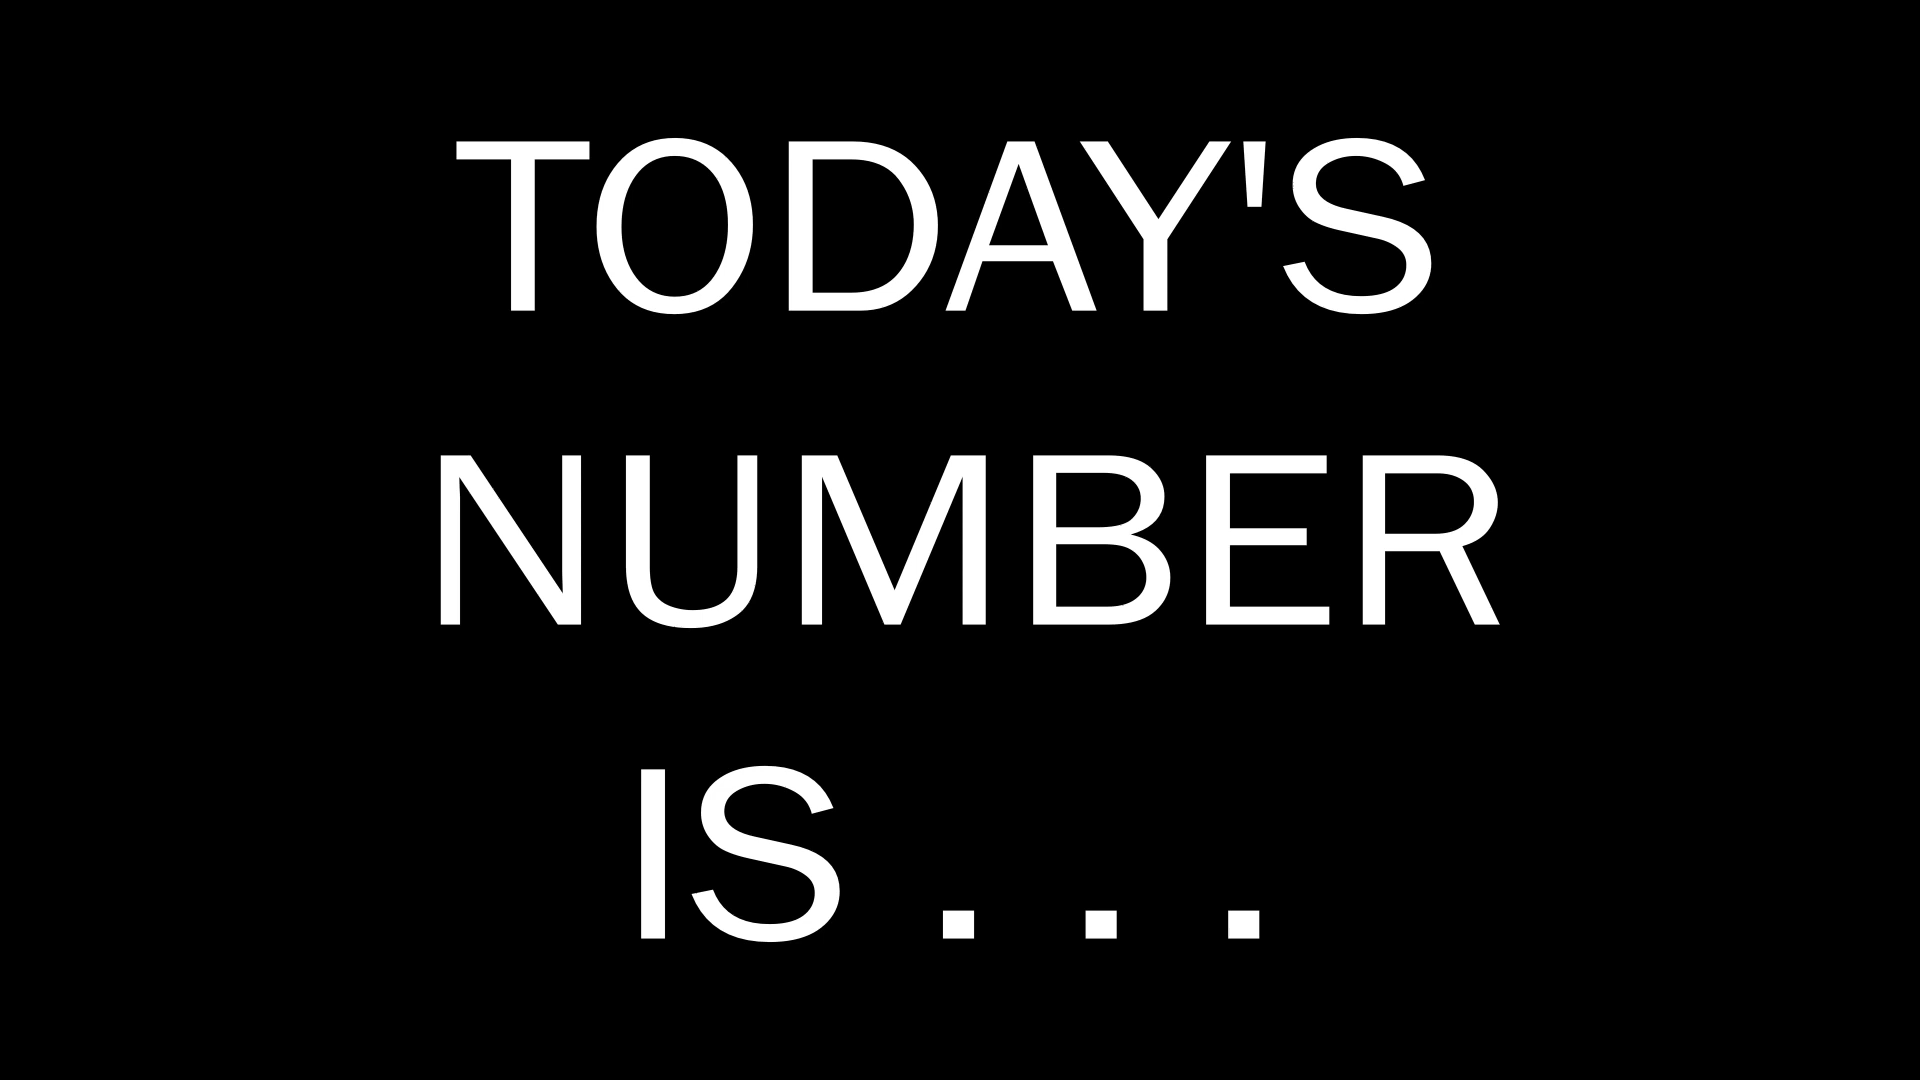 TODAY'S
NUMBER
IS . . .